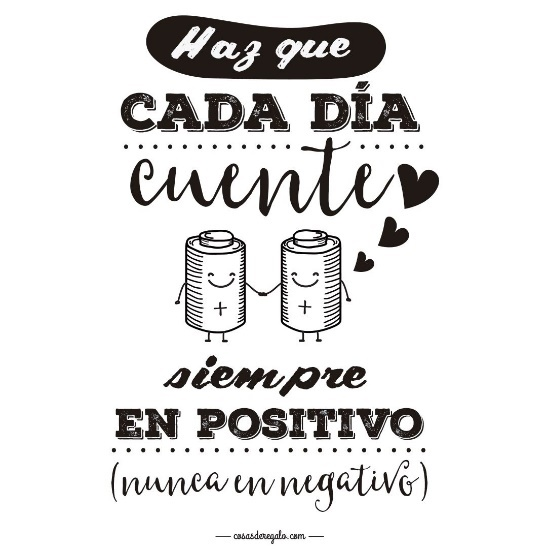 Haz que
CADA DÍA
cuente
siempre
EN POSITIVO
(nunca en negativo)
cosasderegalo.com